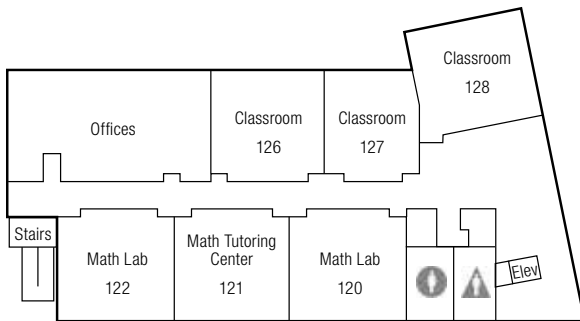 Classroom
128
Offices
Classroom
126
Classroom
127
Stairs
Math Lab
122
Math Tutoring
Center
121
Math Lab
120
Elev